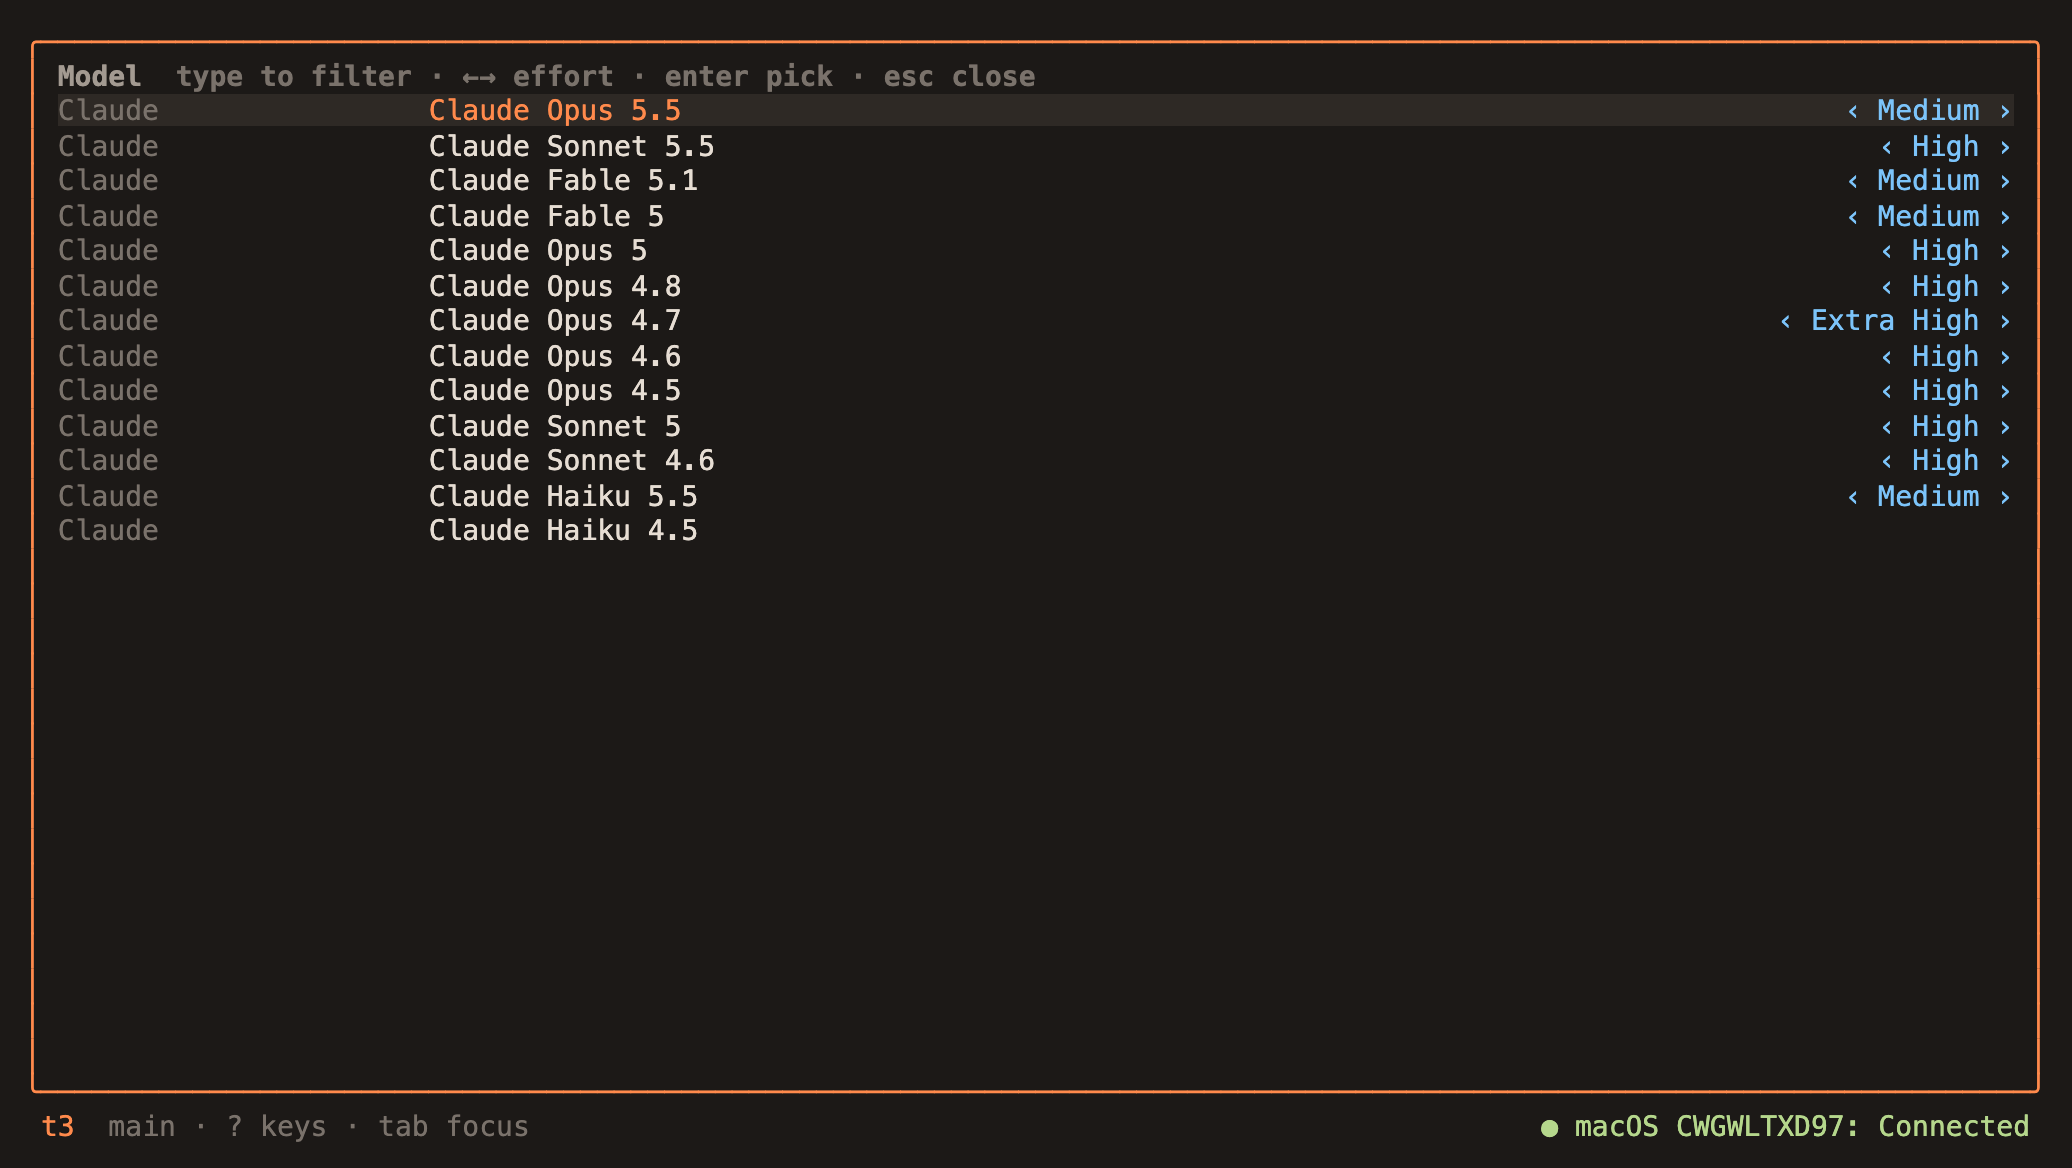 Model  type to filter · ←→ effort · enter pick · esc close
Claude  Claude Opus 5.5  ‹ Medium ›
Claude  Claude Sonnet 5.5  ‹ High ›
Claude  Claude Fable 5.1  ‹ Medium ›
Claude  Claude Fable 5  ‹ Medium ›
Claude  Claude Opus 5  ‹ High ›
Claude  Claude Opus 4.8  ‹ High ›
Claude  Claude Opus 4.7  ‹ Extra High ›
Claude  Claude Opus 4.6  ‹ High ›
Claude  Claude Opus 4.5  ‹ High ›
Claude  Claude Sonnet 5  ‹ High ›
Claude  Claude Sonnet 4.6  ‹ High ›
Claude  Claude Haiku 5.5  ‹ Medium ›
Claude  Claude Haiku 4.5
t3  main · ? keys · tab focus  ● macOS CWGWLTXD97: Connected